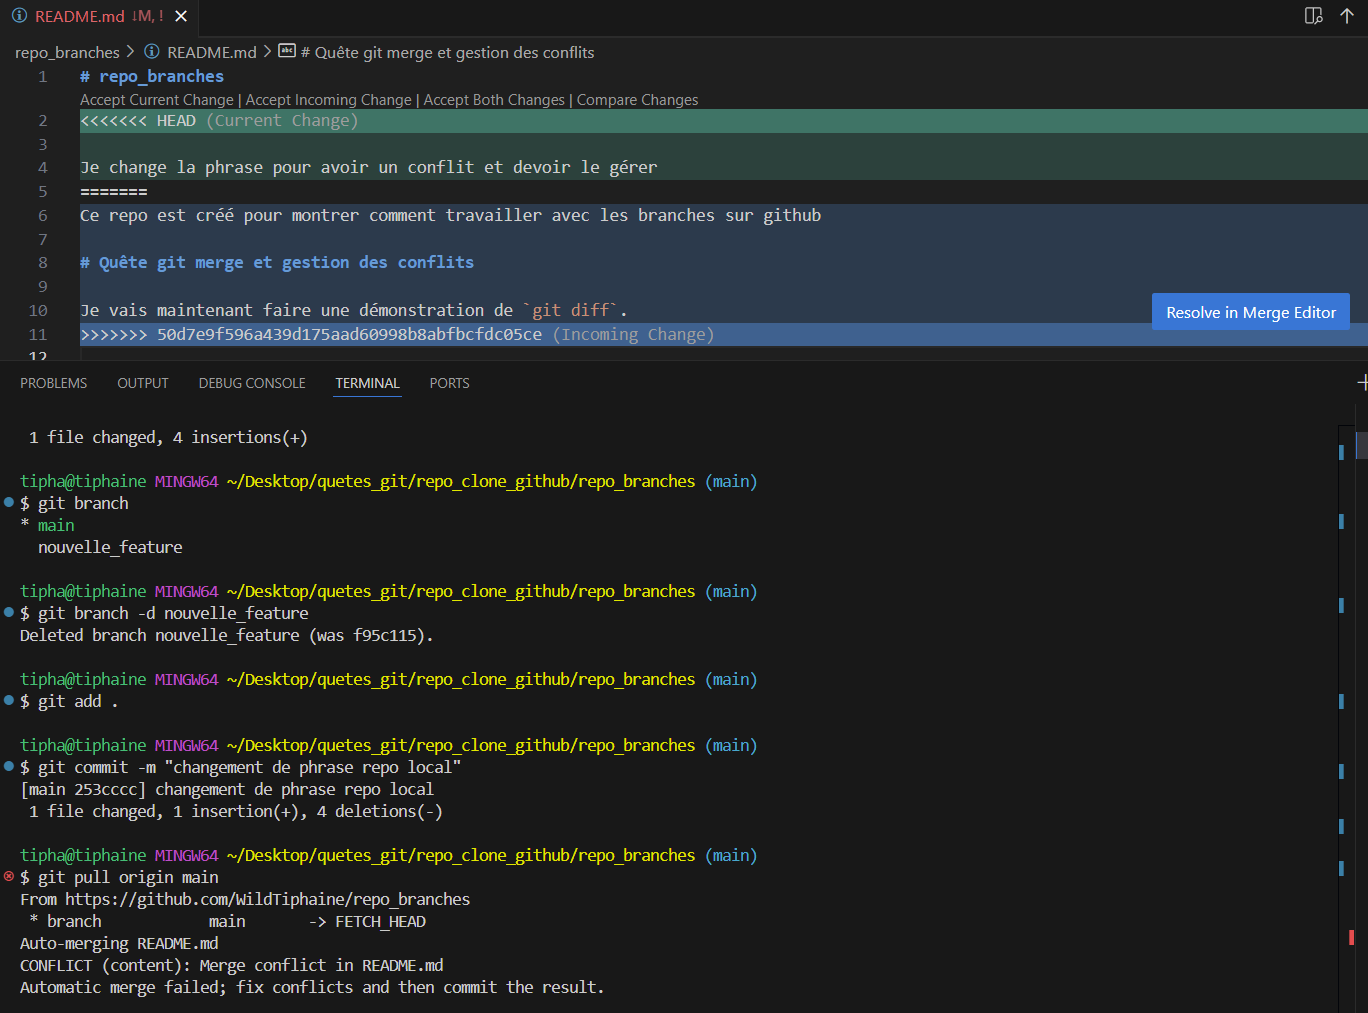 README.md ↓M, !
repo_branches > README.md > # Quête git merge et gestion des conflits
1 # repo_branches
Accept Current Change | Accept Incoming Change | Accept Both Changes | Compare Changes
2 <<<<<<< HEAD (Current Change)
3
4 Je change la phrase pour avoir un conflit et devoir le gérer
5 =======
6 Ce repo est créé pour montrer comment travailler avec les branches sur github
7
8 # Quête git merge et gestion des conflits
9
10 Je vais maintenant faire une démonstration de `git diff`.
Resolve in Merge Editor
11 >>>>>>> 50d7e9f596a439d175aad60998b8abfbcfdc05ce (Incoming Change)
12
PROBLEMS OUTPUT DEBUG CONSOLE TERMINAL PORTS
1 file changed, 4 insertions(+)
tipha@tiphaine MINGW64 ~/Desktop/quetes_git/repo_clone_github/repo_branches (main)
$ git branch
* main
nouvelle_feature
tipha@tiphaine MINGW64 ~/Desktop/quetes_git/repo_clone_github/repo_branches (main)
$ git branch -d nouvelle_feature
Deleted branch nouvelle_feature (was f95c115).
tipha@tiphaine MINGW64 ~/Desktop/quetes_git/repo_clone_github/repo_branches (main)
$ git add .
tipha@tiphaine MINGW64 ~/Desktop/quetes_git/repo_clone_github/repo_branches (main)
$ git commit -m "changement de phrase repo local"
[main 253cccc] changement de phrase repo local
1 file changed, 1 insertion(+), 4 deletions(-)
tipha@tiphaine MINGW64 ~/Desktop/quetes_git/repo_clone_github/repo_branches (main)
$ git pull origin main
From https://github.com/WildTiphaine/repo_branches
* branch main -> FETCH_HEAD
Auto-merging README.md
CONFLICT (content): Merge conflict in README.md
Automatic merge failed; fix conflicts and then commit the result.